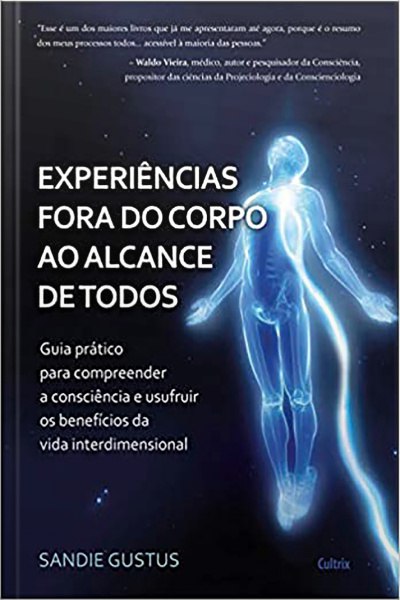 "Esse é um dos maiores livros que já me apresentaram até agora, porque é o resumo
dos meus processos todos... acessível à maioria das pessoas."
– Waldo Vieira, médico, autor e pesquisador da Consciência,
propositor das ciências da Projeciologia e da Conscienciologia
EXPERIÊNCIAS
FORA DO CORPO
AO ALCANCE
DE TODOS
Guia prático
para compreender
a consciência e usufruir
os benefícios da
vida interdimensional
SANDIE GUSTUS
Cultrix